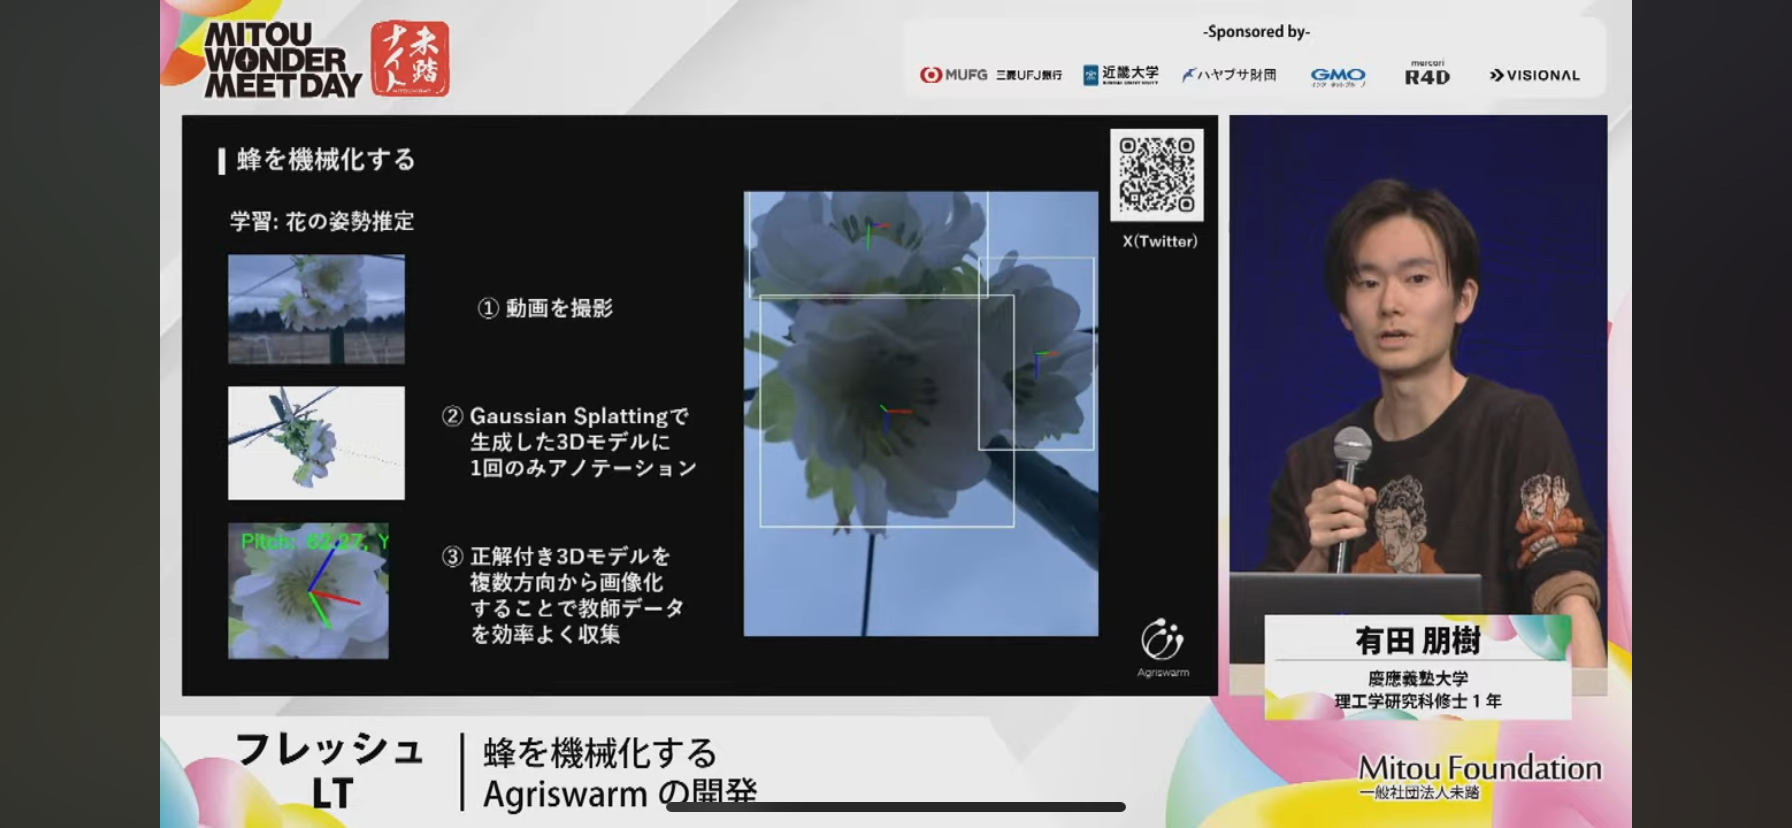 MITOU
WONDER
MEETDAY
未踏
ナイト
-Sponsored by-
MUFG 三菱UFJ銀行
近畿大学
ハヤブサ財団
GMO
mercari
R4D
VISIONAL
蜂を機械化する
学習: 花の姿勢推定
① 動画を撮影
② Gaussian Splattingで
生成した3Dモデルに
1回のみアノテーション
Pitch: 62.27, Y
③ 正解付き3Dモデルを
複数方向から画像化
することで教師データ
を効率よく収集
X(Twitter)
Agriswarm
有田 朋樹
慶應義塾大学
理工学研究科修士1年
フレッシュ
LT
蜂を機械化する
Agriswarm の開発
Mitou Foundation
一般社団法人未踏